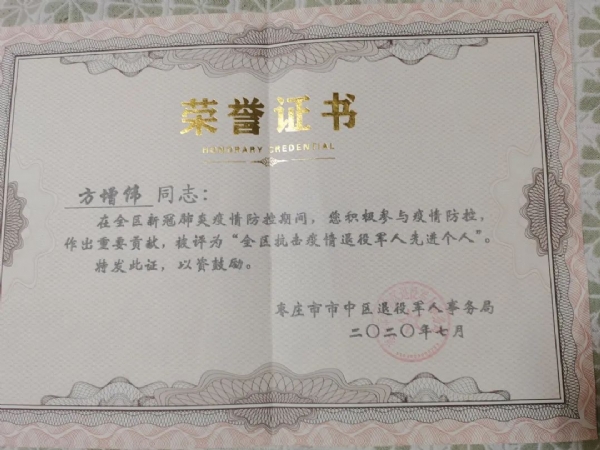 荣誉证书
HONORARY CREDENTIAL
方增伟 同志：
在全区新冠肺炎疫情防控期间，您积极参与疫情防控，
作出重要贡献，被评为“全区抗击疫情退役军人先进个人”。
特发此证，以资鼓励。
枣庄市市中区退役军人事务局
二〇二〇年七月